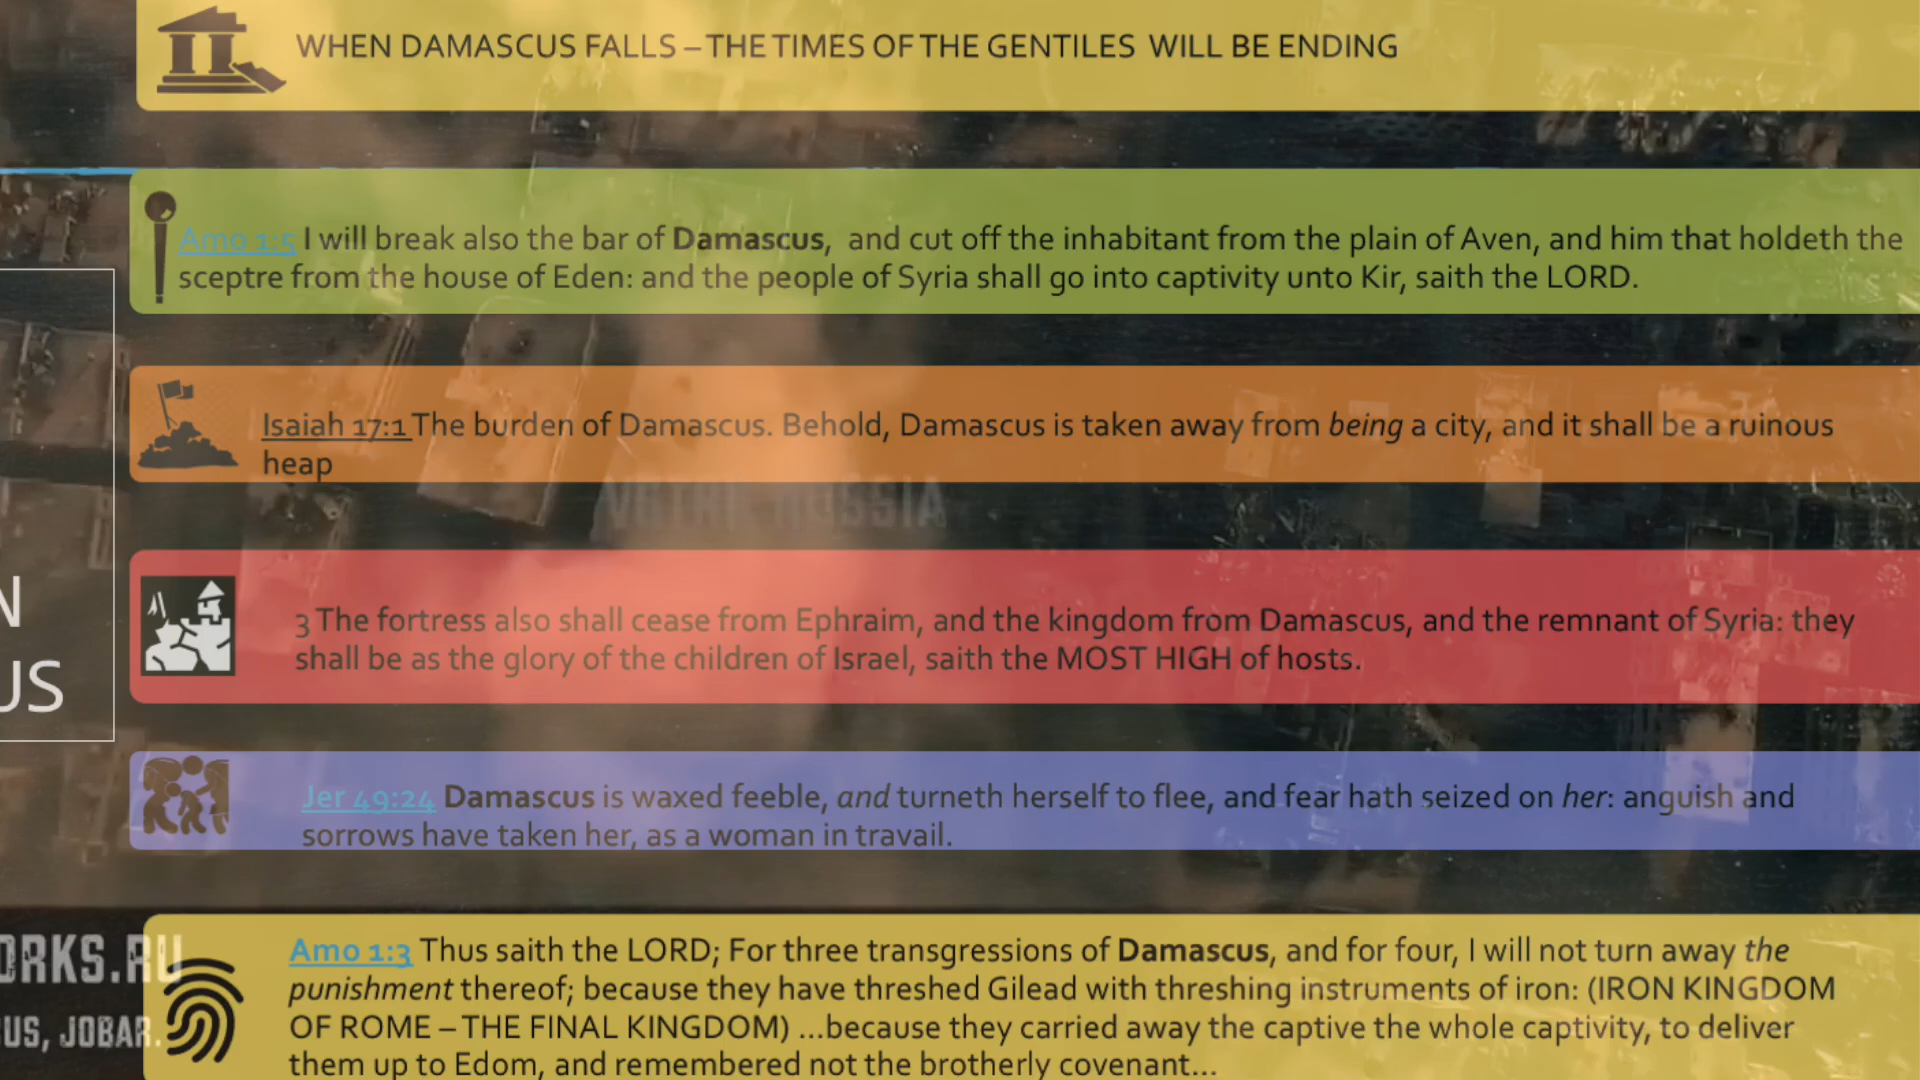 WHEN DAMASCUS FALLS – THE TIMES OF THE GENTILES WILL BE ENDING
Amo 1:5 I will break also the bar of Damascus, and cut off the inhabitant from the plain of Aven, and him that holdeth the
sceptre from the house of Eden: and the people of Syria shall go into captivity unto Kir, saith the LORD.
Isaiah 17:1 The burden of Damascus. Behold, Damascus is taken away from being a city, and it shall be a ruinous
heap
RUSSIA
N
US
3 The fortress also shall cease from Ephraim, and the kingdom from Damascus, and the remnant of Syria: they
shall be as the glory of the children of Israel, saith the MOST HIGH of hosts.
Jer 49:24 Damascus is waxed feeble, and turneth herself to flee, and fear hath seized on her: anguish and
sorrows have taken her, as a woman in travail.
ORKS.RU
US, JOBAR.
Amo 1:3 Thus saith the LORD; For three transgressions of Damascus, and for four, I will not turn away the
punishment thereof; because they have threshed Gilead with threshing instruments of iron: (IRON KINGDOM
OF ROME – THE FINAL KINGDOM) ...because they carried away the captive the whole captivity, to deliver
them up to Edom, and remembered not the brotherly covenant...